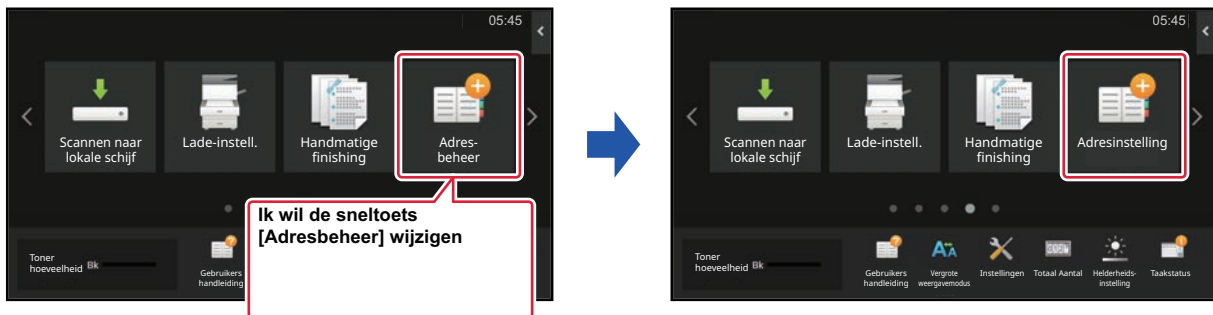 05:45
Scannen naar
lokale schijf
Lade-instell.
Handmatige
finishing
Adres-
beheer
Ik wil de sneltoets
[Adresbeheer] wijzigen
Toner
hoeveelheid Bk
Gebruikers
handleiding
05:45
Scannen naar
lokale schijf
Lade-instell.
Handmatige
finishing
Adresinstelling
Toner
hoeveelheid Bk
Gebruikers
handleiding
Vergrote
weergavemodus
Instellingen
Totaal Aantal
Helderheids-
instelling
Taakstatus